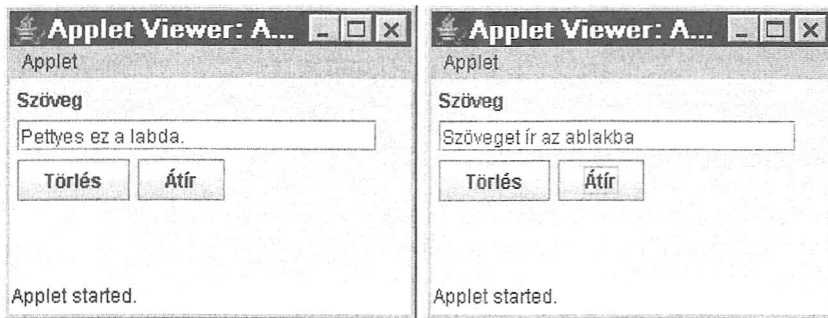 Applet Viewer: A...
Applet
Szöveg
Pettyes ez a labda.
Törlés Átír
Applet started.
Applet Viewer: A...
Applet
Szöveg
Szöveget ír az ablakba
Törlés Átír
Applet started.